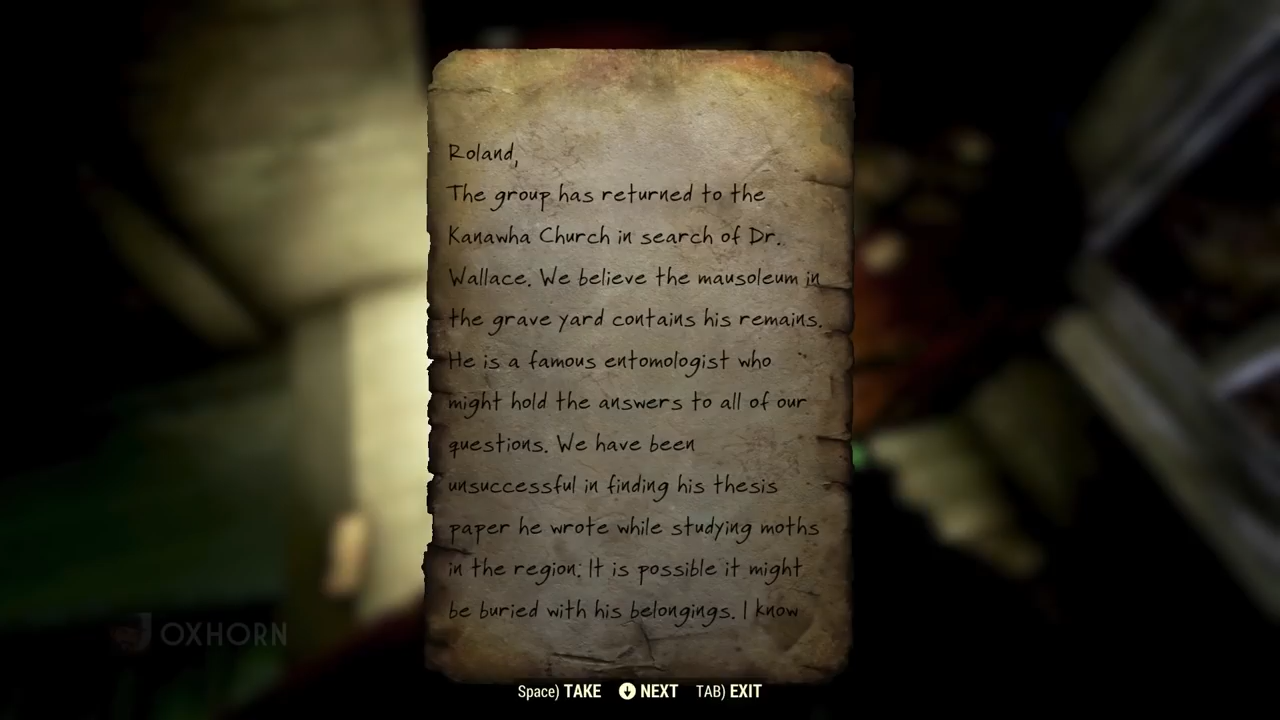 Roland,
The group has returned to the
Kanawha Church in search of Dr.
Wallace. We believe the mausoleum in
the grave yard contains his remains.
He is a famous entomologist who
might hold the answers to all of our
questions. We have been
unsuccessful in finding his thesis
paper he wrote while studying moths
in the region. It is possible it might
be buried with his belongings. I know
OXHORN
Space) TAKE NEXT TAB) EXIT